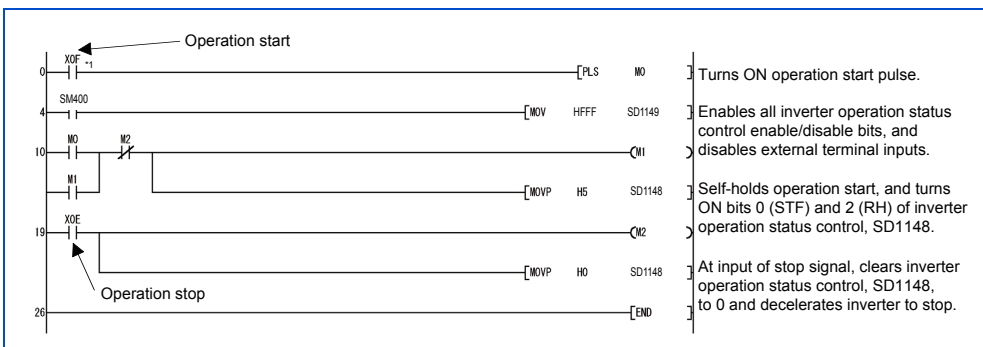 Operation start
X0F *1
0 [PLS M0 ] Turns ON operation start pulse.
SM400
4 [MOV HFFF SD1149 ] Enables all inverter operation status
control enable/disable bits, and
disables external terminal inputs.
M0 M2
10 (M1 )
M1
[MOVP H5 SD1148 ] Self-holds operation start, and turns
ON bits 0 (STF) and 2 (RH) of inverter
operation status control, SD1148.
X0E
19 (M2 )
[MOVP H0 SD1148 ] At input of stop signal, clears inverter
operation status control, SD1148,
to 0 and decelerates inverter to stop.
Operation stop
26 [END ]